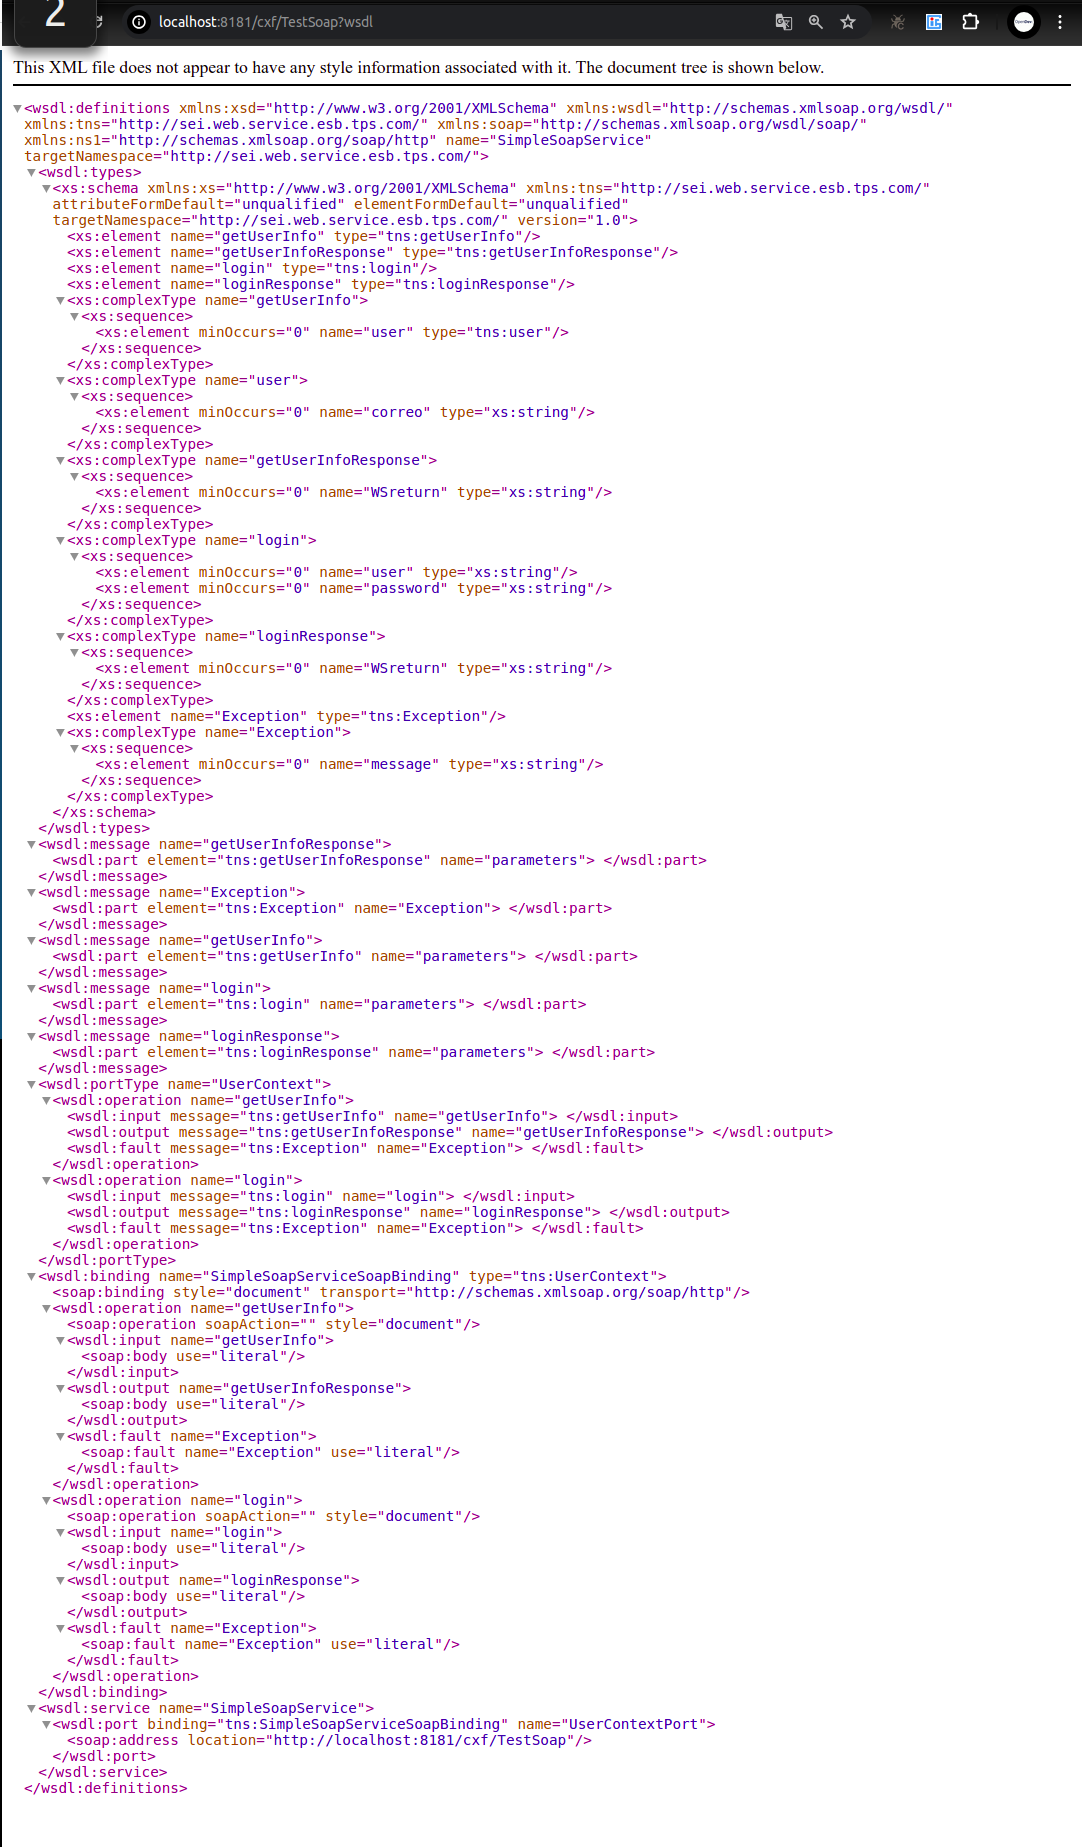 2
localhost:8181/cxf/TestSoap?wsdl
This XML file does not appear to have any style information associated with it. The document tree is shown below.
<wsdl:definitions xmlns:xsd="http://www.w3.org/2001/XMLSchema" xmlns:wsdl="http://schemas.xmlsoap.org/wsdl/"
xmlns:tns="http://sei.web.service.esb.tps.com/" xmlns:soap="http://schemas.xmlsoap.org/wsdl/soap/"
xmlns:ns1="http://schemas.xmlsoap.org/soap/http" name="SimpleSoapService"
targetNamespace="http://sei.web.service.esb.tps.com/">
<wsdl:types>
<xs:schema xmlns:xs="http://www.w3.org/2001/XMLSchema" xmlns:tns="http://sei.web.service.esb.tps.com/"
attributeFormDefault="unqualified" elementFormDefault="unqualified"
targetNamespace="http://sei.web.service.esb.tps.com/" version="1.0">
<xs:element name="getUserInfo" type="tns:getUserInfo"/>
<xs:element name="getUserInfoResponse" type="tns:getUserInfoResponse"/>
<xs:element name="login" type="tns:login"/>
<xs:element name="loginResponse" type="tns:loginResponse"/>
<xs:complexType name="getUserInfo">
<xs:sequence>
<xs:element minOccurs="0" name="user" type="tns:user"/>
</xs:sequence>
</xs:complexType>
<xs:complexType name="user">
<xs:sequence>
<xs:element minOccurs="0" name="correo" type="xs:string"/>
</xs:sequence>
</xs:complexType>
<xs:complexType name="getUserInfoResponse">
<xs:sequence>
<xs:element minOccurs="0" name="WSreturn" type="xs:string"/>
</xs:sequence>
</xs:complexType>
<xs:complexType name="login">
<xs:sequence>
<xs:element minOccurs="0" name="user" type="xs:string"/>
<xs:element minOccurs="0" name="password" type="xs:string"/>
</xs:sequence>
</xs:complexType>
<xs:complexType name="loginResponse">
<xs:sequence>
<xs:element minOccurs="0" name="WSreturn" type="xs:string"/>
</xs:sequence>
</xs:complexType>
<xs:element name="Exception" type="tns:Exception"/>
<xs:complexType name="Exception">
<xs:sequence>
<xs:element minOccurs="0" name="message" type="xs:string"/>
</xs:sequence>
</xs:complexType>
</xs:schema>
</wsdl:types>
<wsdl:message name="getUserInfoResponse">
<wsdl:part element="tns:getUserInfoResponse" name="parameters"> </wsdl:part>
</wsdl:message>
<wsdl:message name="Exception">
<wsdl:part element="tns:Exception" name="Exception"> </wsdl:part>
</wsdl:message>
<wsdl:message name="getUserInfo">
<wsdl:part element="tns:getUserInfo" name="parameters"> </wsdl:part>
</wsdl:message>
<wsdl:message name="login">
<wsdl:part element="tns:login" name="parameters"> </wsdl:part>
</wsdl:message>
<wsdl:message name="loginResponse">
<wsdl:part element="tns:loginResponse" name="parameters"> </wsdl:part>
</wsdl:message>
<wsdl:portType name="UserContext">
<wsdl:operation name="getUserInfo">
<wsdl:input message="tns:getUserInfo" name="getUserInfo"> </wsdl:input>
<wsdl:output message="tns:getUserInfoResponse" name="getUserInfoResponse"> </wsdl:output>
<wsdl:fault message="tns:Exception" name="Exception"> </wsdl:fault>
</wsdl:operation>
<wsdl:operation name="login">
<wsdl:input message="tns:login" name="login"> </wsdl:input>
<wsdl:output message="tns:loginResponse" name="loginResponse"> </wsdl:output>
<wsdl:fault message="tns:Exception" name="Exception"> </wsdl:fault>
</wsdl:operation>
</wsdl:portType>
<wsdl:binding name="SimpleSoapServiceSoapBinding" type="tns:UserContext">
<soap:binding style="document" transport="http://schemas.xmlsoap.org/soap/http"/>
<wsdl:operation name="getUserInfo">
<soap:operation soapAction="" style="document"/>
<wsdl:input name="getUserInfo">
<soap:body use="literal"/>
</wsdl:input>
<wsdl:output name="getUserInfoResponse">
<soap:body use="literal"/>
</wsdl:output>
<wsdl:fault name="Exception">
<soap:fault name="Exception" use="literal"/>
</wsdl:fault>
</wsdl:operation>
<wsdl:operation name="login">
<soap:operation soapAction="" style="document"/>
<wsdl:input name="login">
<soap:body use="literal"/>
</wsdl:input>
<wsdl:output name="loginResponse">
<soap:body use="literal"/>
</wsdl:output>
<wsdl:fault name="Exception">
<soap:fault name="Exception" use="literal"/>
</wsdl:fault>
</wsdl:operation>
</wsdl:binding>
<wsdl:service name="SimpleSoapService">
<wsdl:port binding="tns:SimpleSoapServiceSoapBinding" name="UserContextPort">
<soap:address location="http://localhost:8181/cxf/TestSoap"/>
</wsdl:port>
</wsdl:service>
</wsdl:definitions>